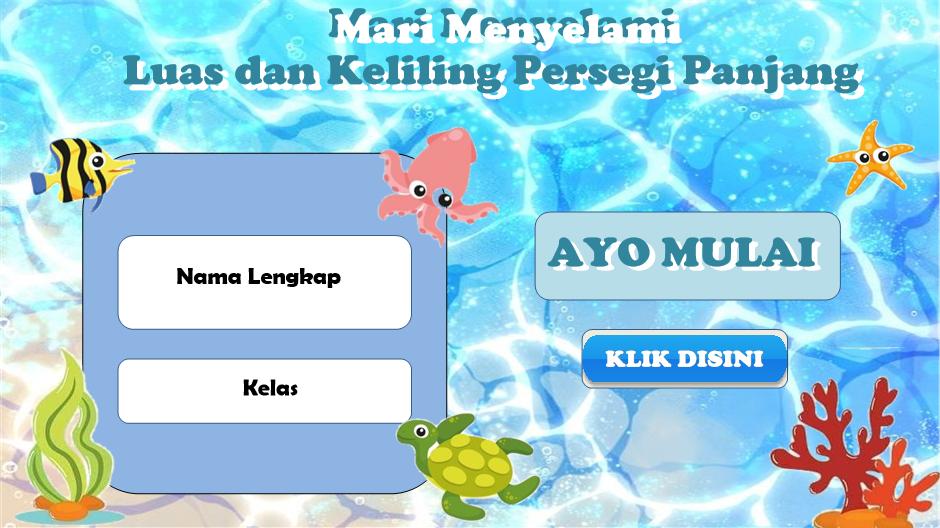 Mari Menyelami
Luas dan Keliling Persegi Panjang
Nama Lengkap
Kelas
AYO MULAI
KLIK DISINI